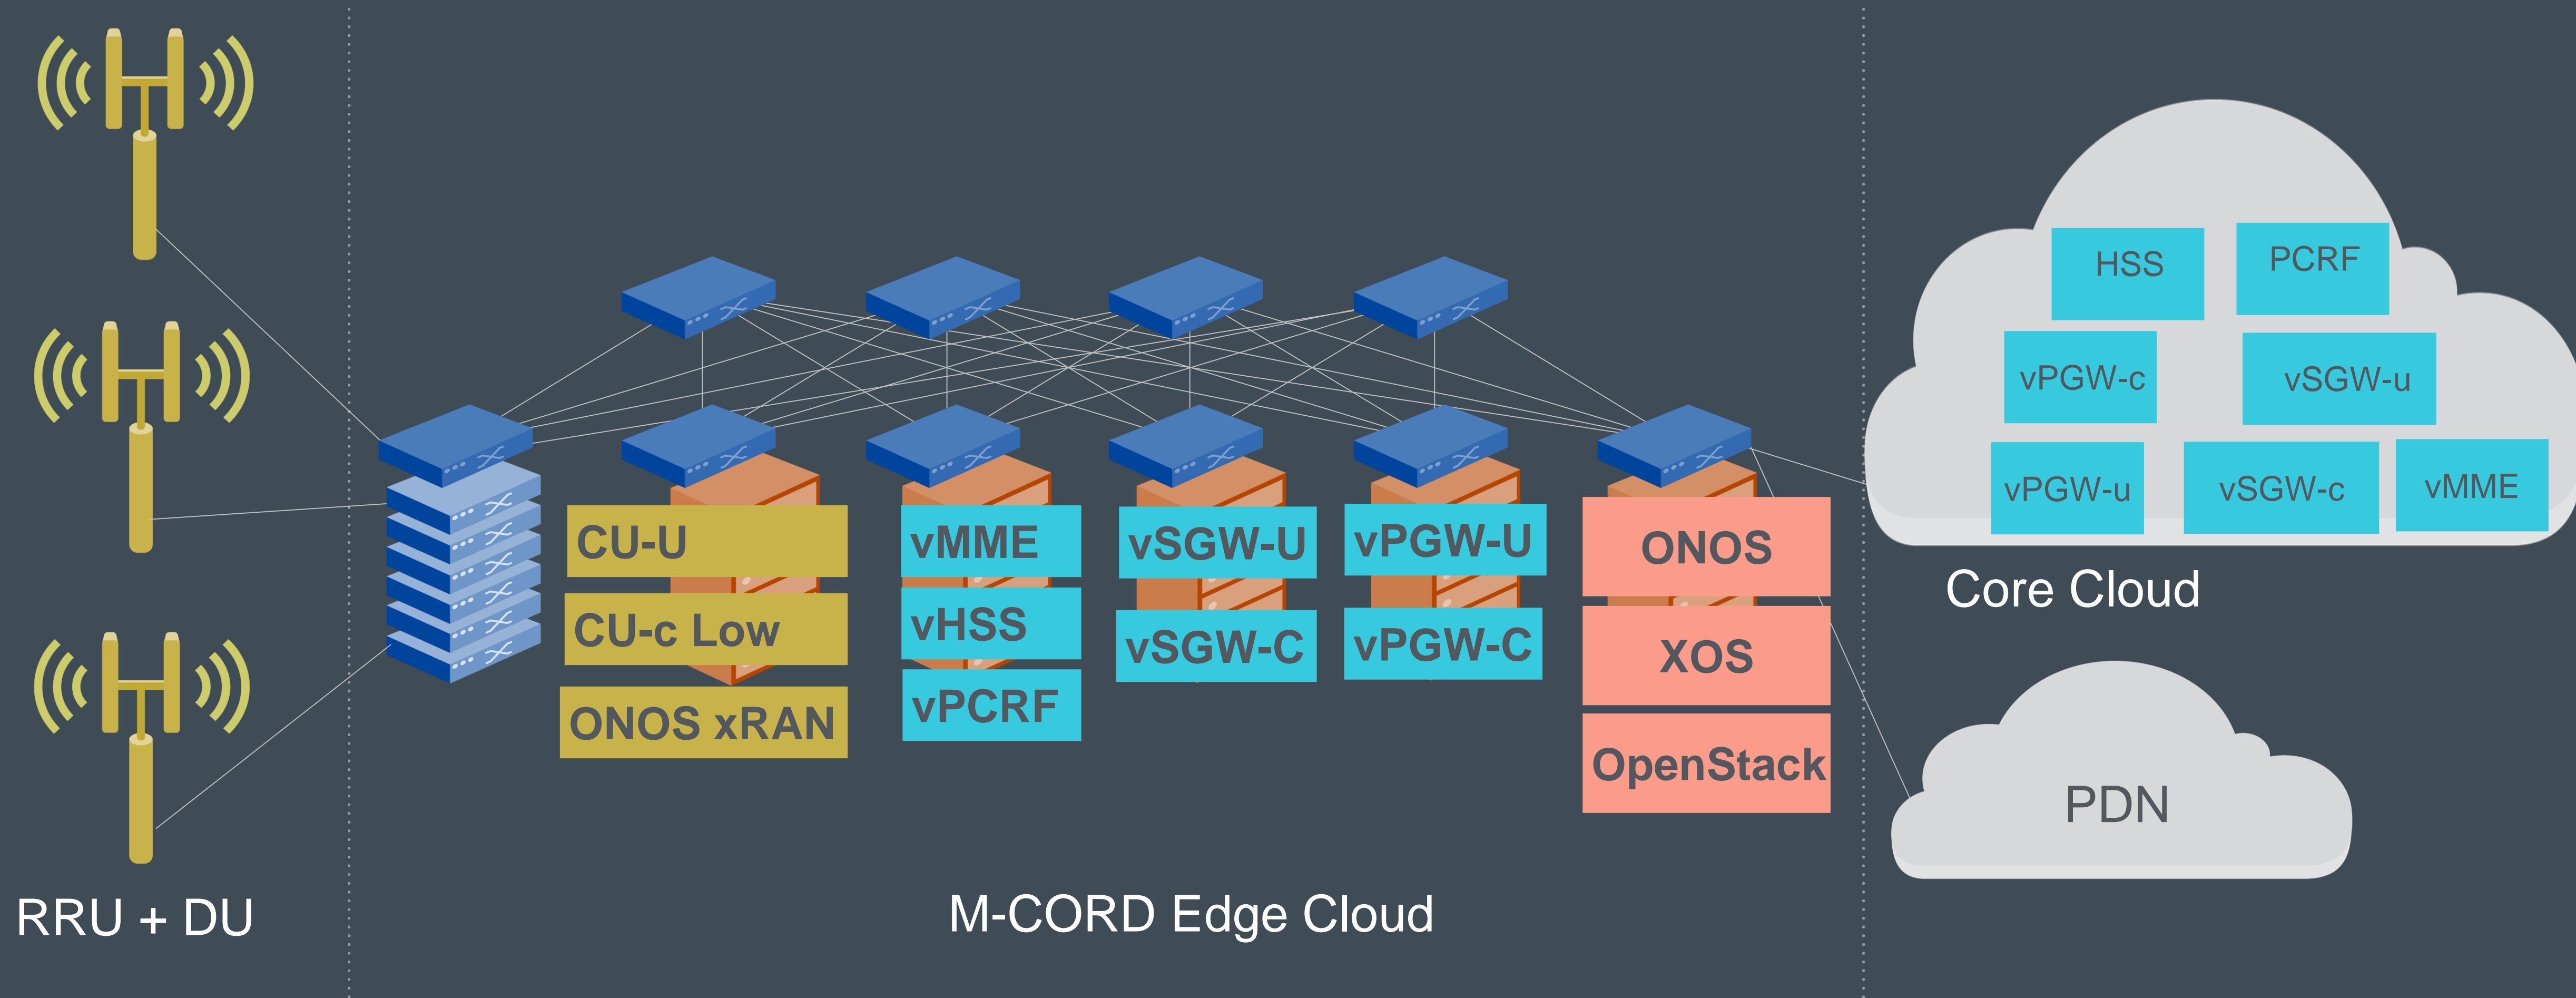 HSS
PCRF
vPGW-c
vSGW-u
vPGW-u
vSGW-c
vMME
Core Cloud
CU-U
CU-c Low
ONOS xRAN
vMME
vHSS
vPCRF
vSGW-U
vSGW-C
vPGW-U
vPGW-C
ONOS
XOS
OpenStack
PDN
RRU + DU
M-CORD Edge Cloud